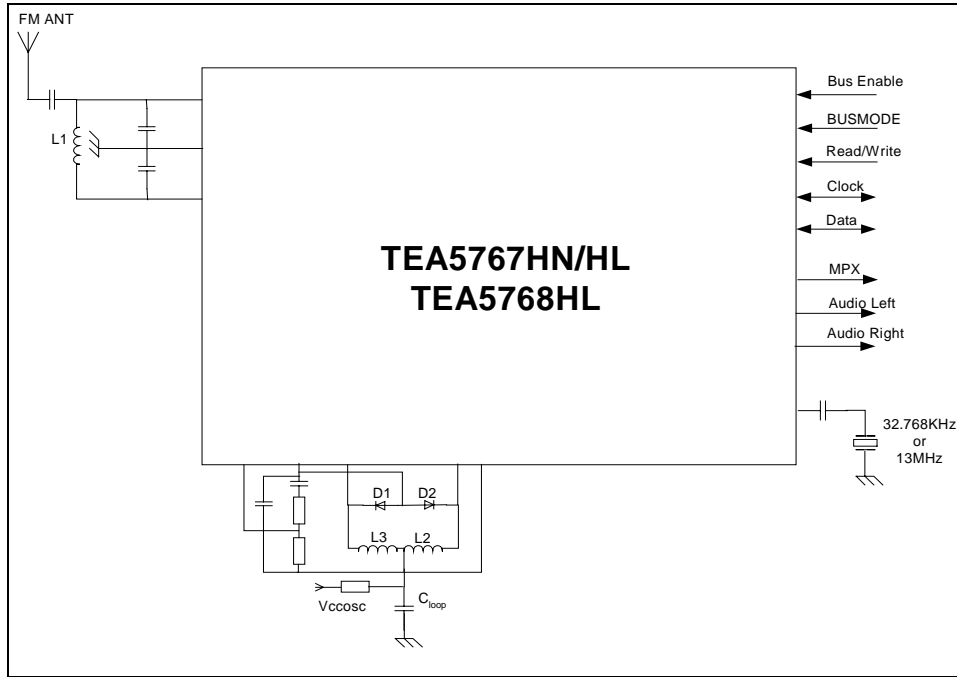 FM ANT
L1
TEA5767HN/HL
TEA5768HL
Bus Enable
BUSMODE
Read/Write
Clock
Data
MPX
Audio Left
Audio Right
32.768KHz
or
13MHz
D1 D2
L3 L2
Vccosc
Cloop